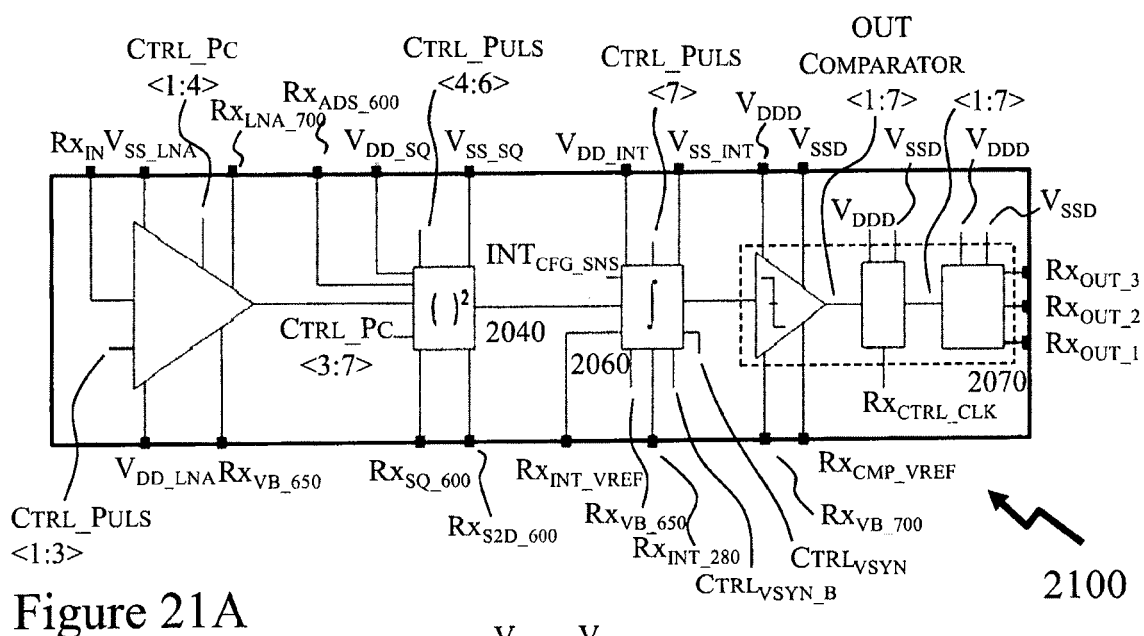 CTRL_PC
<1:4>
RxLNA_700
RxADS_600
CTRL_PULS
<4:6>
CTRL_PULS
<7>
OUT
COMPARATOR
<1:7>
<1:7>
RxIN
VSS_LNA
VDD_SQ
VSS_SQ
VDD_INT
VSS_INT
VDDD
VSSD
VSSD
VDDD
VDDD
VSSD
INTCFG_SNS
( )²
∫
CTRL_PC
<3:7>
2040
2060
2070
RxOUT_3
RxOUT_2
RxOUT_1
RxCTRL_CLK
VDD_LNA
RxVB_650
RxSQ_600
RxS2D_600
RxINT_VREF
RxVB_650
RxINT_280
CTRLVSYN_B
CTRLVSYN
RxVB_700
RxCMP_VREF
CTRL_PULS
<1:3>
2100
Figure 21A
V V